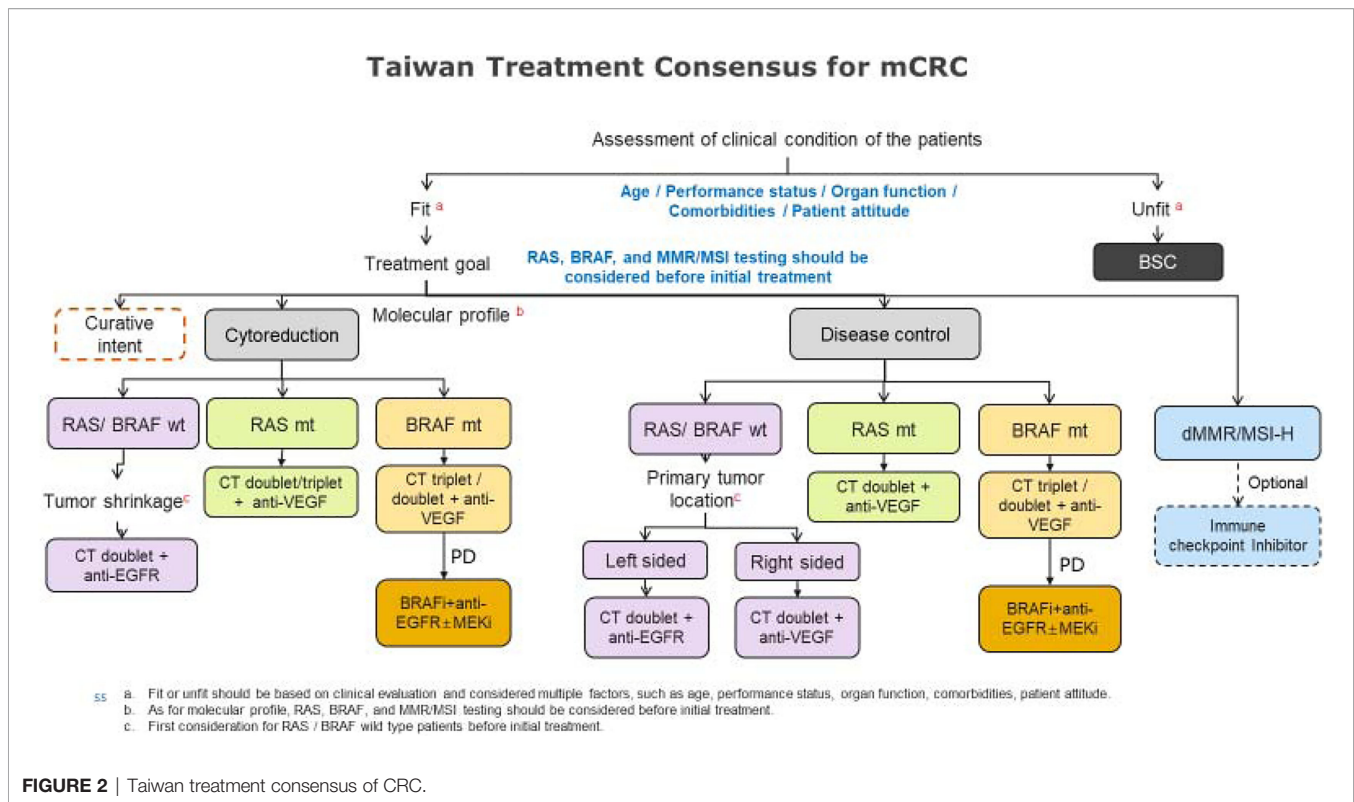 Taiwan Treatment Consensus for mCRC
Assessment of clinical condition of the patients
Age / Performance status / Organ function /
Comorbidities / Patient attitude
Fit a
Unfit a
BSC
Treatment goal
RAS, BRAF, and MMR/MSI testing should be
considered before initial treatment
Molecular profile b
Curative
intent
Cytoreduction
Disease control
RAS/ BRAF wt
RAS mt
BRAF mt
RAS/ BRAF wt
RAS mt
BRAF mt
dMMR/MSI-H
Tumor shrinkagec
CT doublet/triplet
+ anti-VEGF
CT triplet /
doublet + anti-
VEGF
Primary tumor
locationc
CT doublet +
anti-VEGF
CT triplet /
doublet + anti-
VEGF
Optional
Immune
checkpoint Inhibitor
CT doublet +
anti-EGFR
PD
Left sided
Right sided
PD
BRAFi+anti-
EGFR±MEKi
CT doublet +
anti-EGFR
CT doublet +
anti-VEGF
BRAFi+anti-
EGFR±MEKi
55
a. Fit or unfit should be based on clinical evaluation and considered multiple factors, such as age, performance status, organ function, comorbidities, patient attitude.
b. As for molecular profile, RAS, BRAF, and MMR/MSI testing should be considered before initial treatment.
c. First consideration for RAS / BRAF wild type patients before initial treatment.
FIGURE 2 | Taiwan treatment consensus of CRC.